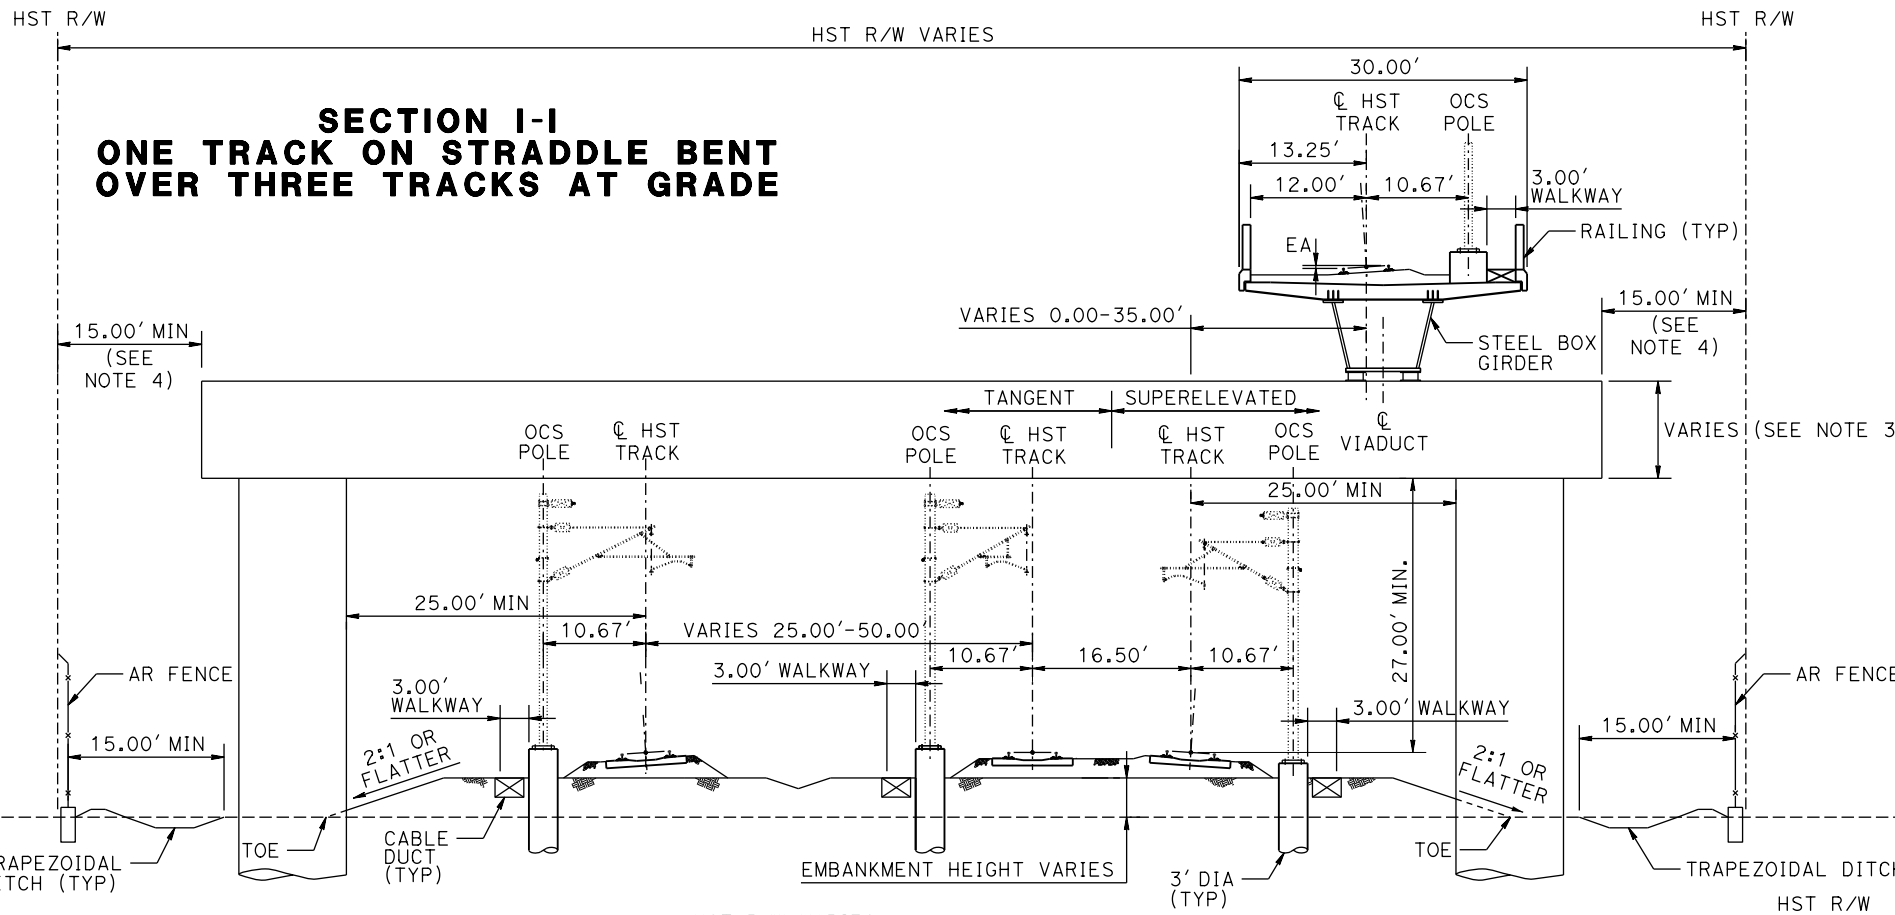 HST R/W
HST R/W
HST R/W VARIES
30.00'
SECTION I-I
ONE TRACK ON STRADDLE BENT
OVER THREE TRACKS AT GRADE
℄ HST
TRACK
OCS
POLE
13.25'
12.00'
10.67'
3.00'
WALKWAY
RAILING (TYP)
EA
VARIES 0.00-35.00'
15.00' MIN
(SEE
NOTE 4)
15.00' MIN
(SEE
NOTE 4)
STEEL BOX
GIRDER
TANGENT
SUPERELEVATED
℄
VIADUCT
VARIES (SEE NOTE 3
OCS
POLE
℄ HST
TRACK
OCS
POLE
℄ HST
TRACK
℄ HST
TRACK
OCS
POLE
25.00' MIN
27.00' MIN.
25.00' MIN
10.67'
VARIES 25.00'-50.00'
10.67'
16.50'
10.67'
AR FENCE
3.00'
WALKWAY
3.00' WALKWAY
3.00' WALKWAY
AR FENCE
15.00' MIN
2:1 OR
FLATTER
2:1 OR
FLATTER
15.00' MIN
TOE
CABLE
DUCT
(TYP)
EMBANKMENT HEIGHT VARIES
3' DIA
(TYP)
TOE
RAPEZOIDAL
TCH (TYP)
TRAPEZOIDAL DITCH
HST R/W